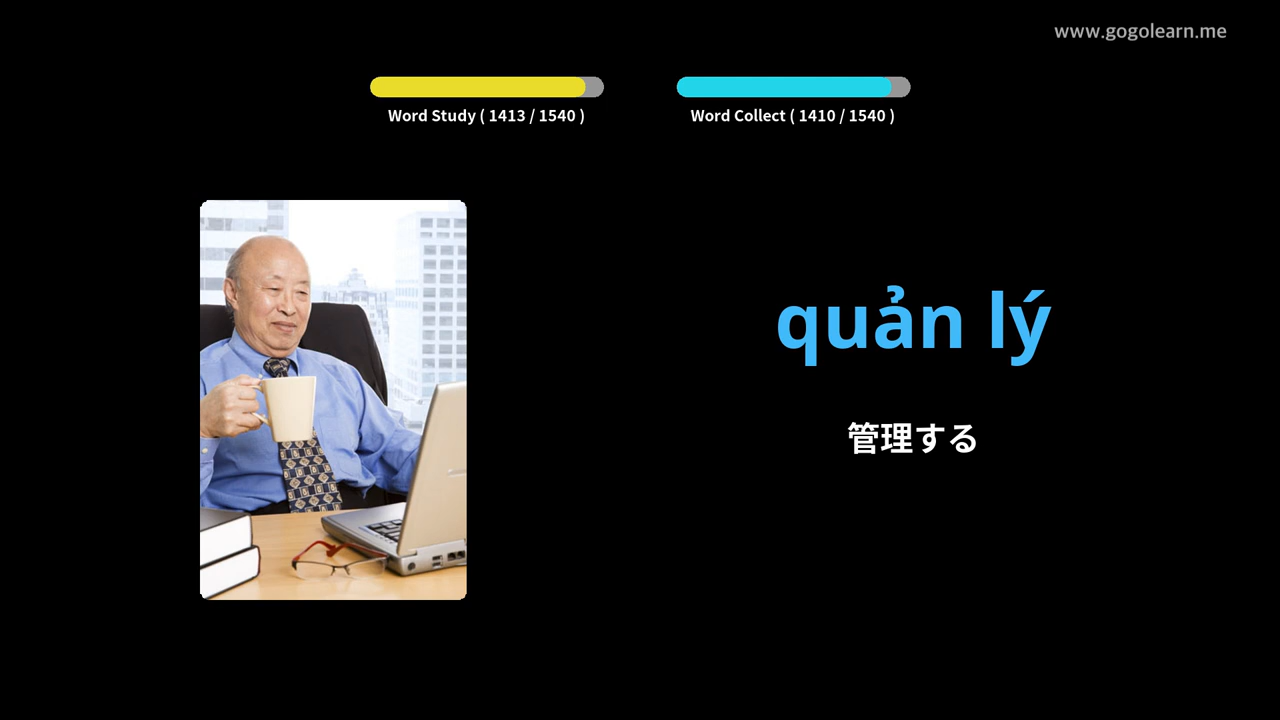 www.gogolearn.me
Word Study ( 1413 / 1540 )
Word Collect ( 1410 / 1540 )
quản lý
管理する